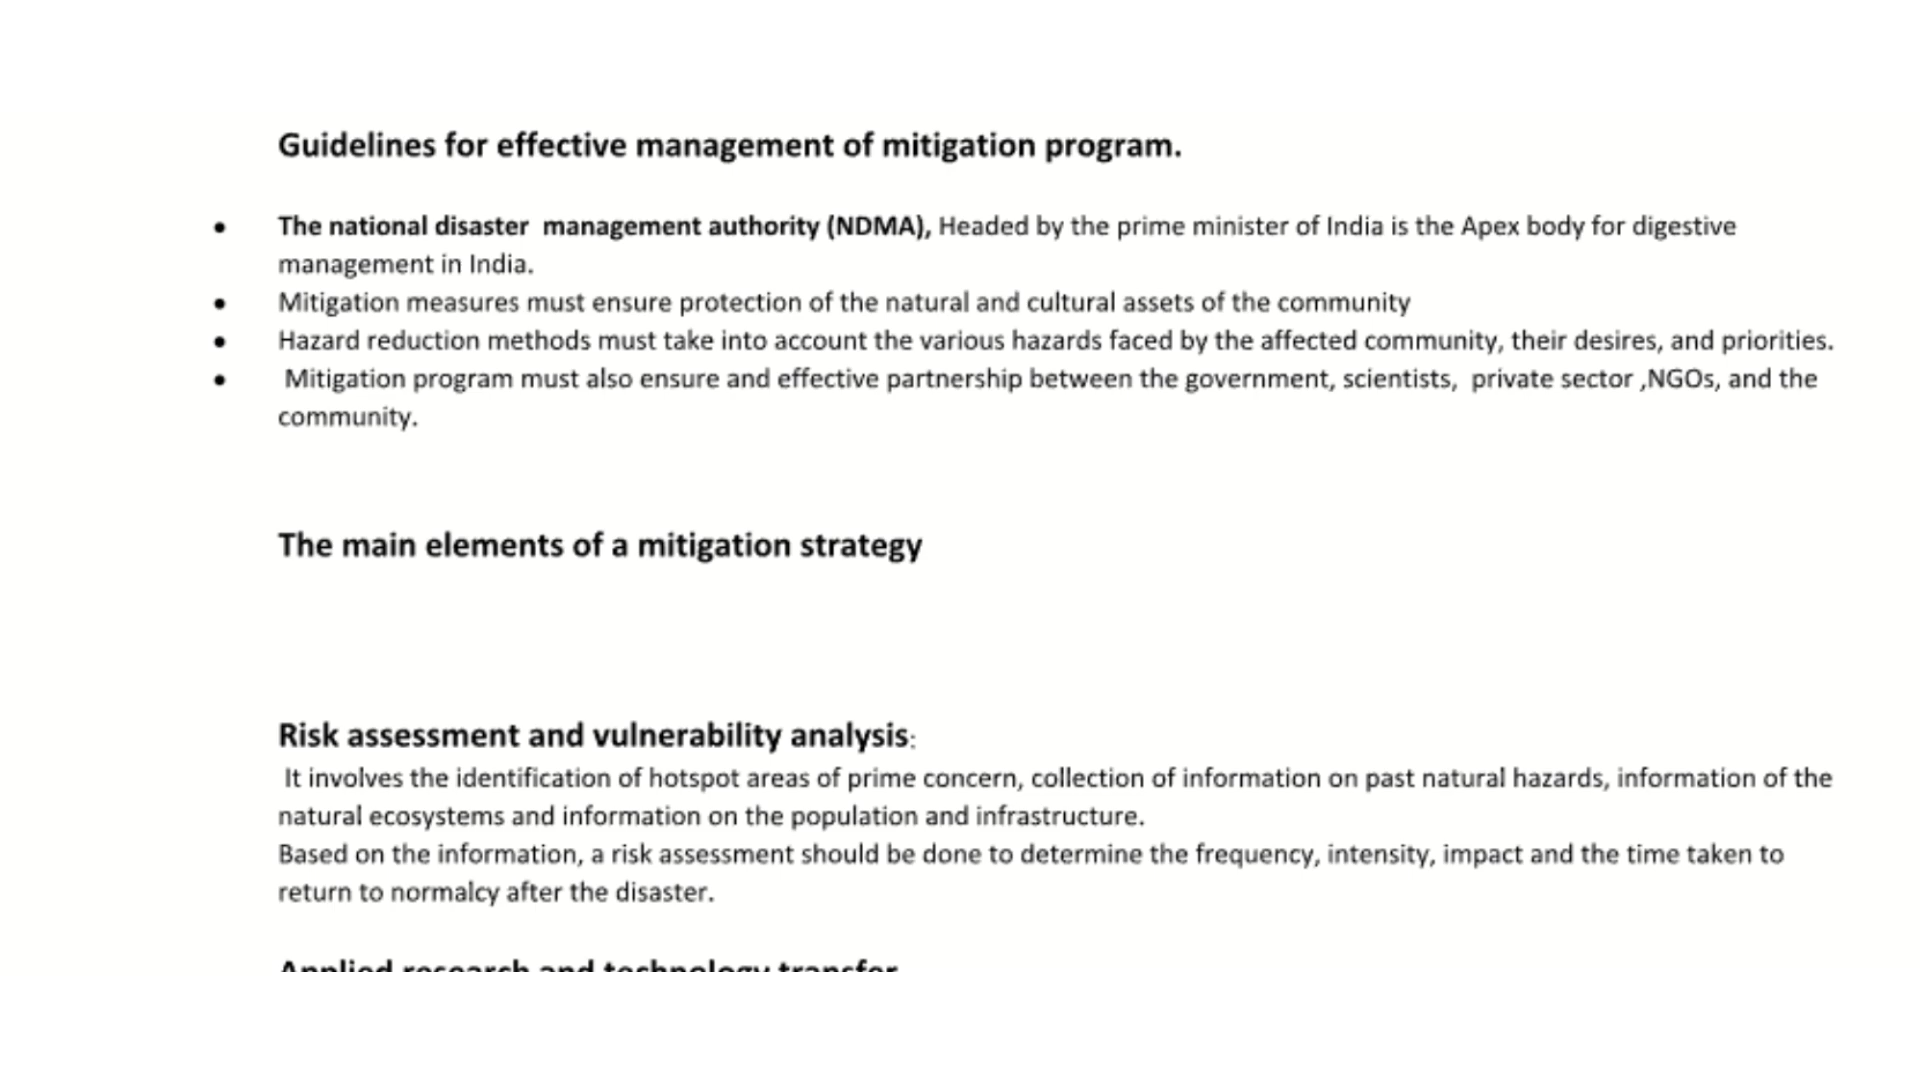 Guidelines for effective management of mitigation program.
• The national disaster  management authority (NDMA), Headed by the prime minister of India is the Apex body for digestive
management in India.
• Mitigation measures must ensure protection of the natural and cultural assets of the community
• Hazard reduction methods must take into account the various hazards faced by the affected community, their desires, and priorities.
•  Mitigation program must also ensure and effective partnership between the government, scientists,  private sector ,NGOs, and the
community.
The main elements of a mitigation strategy
Risk assessment and vulnerability analysis:
It involves the identification of hotspot areas of prime concern, collection of information on past natural hazards, information of the
natural ecosystems and information on the population and infrastructure.
Based on the information, a risk assessment should be done to determine the frequency, intensity, impact and the time taken to
return to normalcy after the disaster.
Applied research and technology transfer